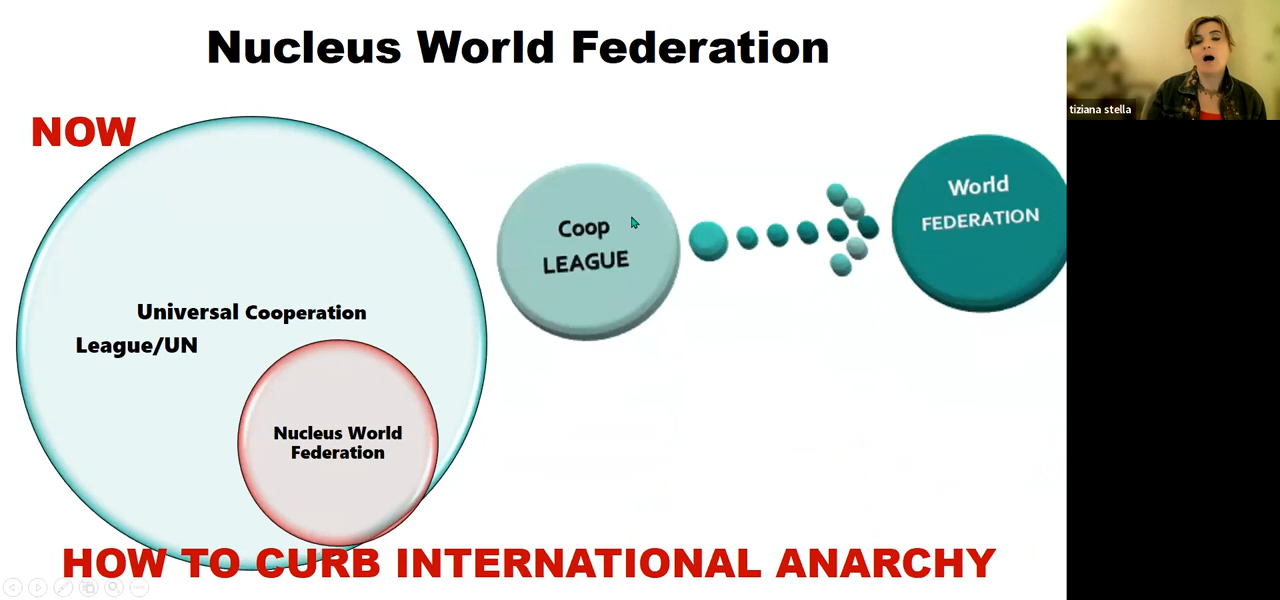 Nucleus World Federation
NOW
Universal Cooperation
League/UN
Nucleus World
Federation
Coop
LEAGUE
World
FEDERATION
HOW TO CURB INTERNATIONAL ANARCHY
tiziana stella